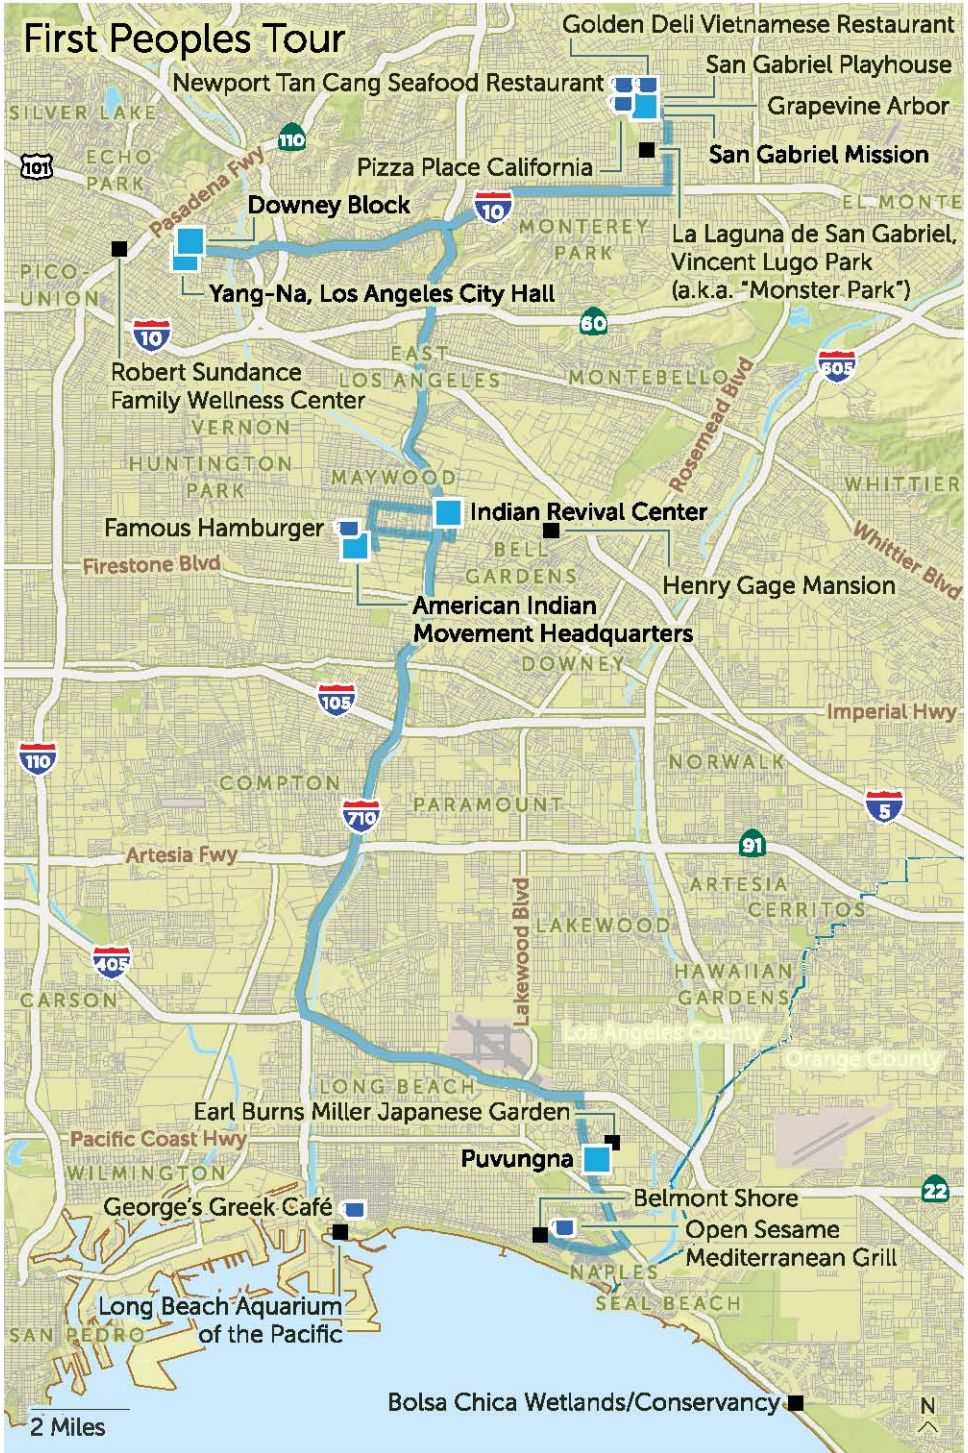 First Peoples Tour
Golden Deli Vietnamese Restaurant
San Gabriel Playhouse
Newport Tan Cang Seafood Restaurant
Grapevine Arbor
SILVER LAKE
110
San Gabriel Mission
101
ECHO
PARK
Pasadena Fwy
Pizza Place California
Downey Block
10
EL MONTE
MONTEREY
PARK
La Laguna de San Gabriel,
Vincent Lugo Park
(a.k.a. “Monster Park”)
PICO-
UNION
Yang-Na, Los Angeles City Hall
10
60
EAST
LOS ANGELES
MONTEBELLO
605
Robert Sundance
Family Wellness Center
VERNON
Rosemead Blvd
HUNTINGTON
PARK
MAYWOOD
WHITTIER
Famous Hamburger
Indian Revival Center
Whittier Blvd
BELL
GARDENS
Firestone Blvd
Henry Gage Mansion
American Indian
Movement Headquarters
DOWNEY
105
Imperial Hwy
110
NORWALK
COMPTON
PARAMOUNT
710
5
91
Artesia Fwy
ARTESIA
CERRITOS
Lakewood Blvd
LAKEWOOD
405
HAWAIIAN
GARDENS
CARSON
Los Angeles County
Orange County
LONG BEACH
Earl Burns Miller Japanese Garden
Pacific Coast Hwy
Puvungna
WILMINGTON
22
George’s Greek Café
Belmont Shore
Open Sesame
Mediterranean Grill
NAPLES
SEAL BEACH
Long Beach Aquarium
of the Pacific
SAN PEDRO
Bolsa Chica Wetlands/Conservancy
N
2 Miles